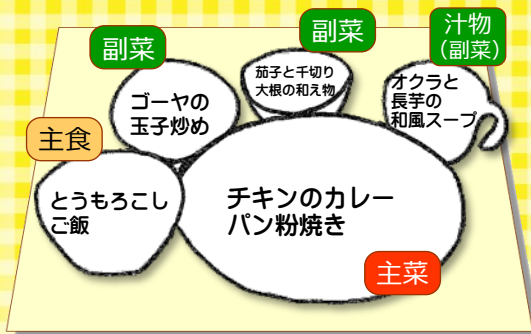 副菜
ゴーヤの
玉子炒め
副菜
茄子と千切り
大根の和え物
汁物
(副菜)
オクラと
長芋の
和風スープ
主食
とうもろこし
ご飯
チキンのカレー
パン粉焼き
主菜